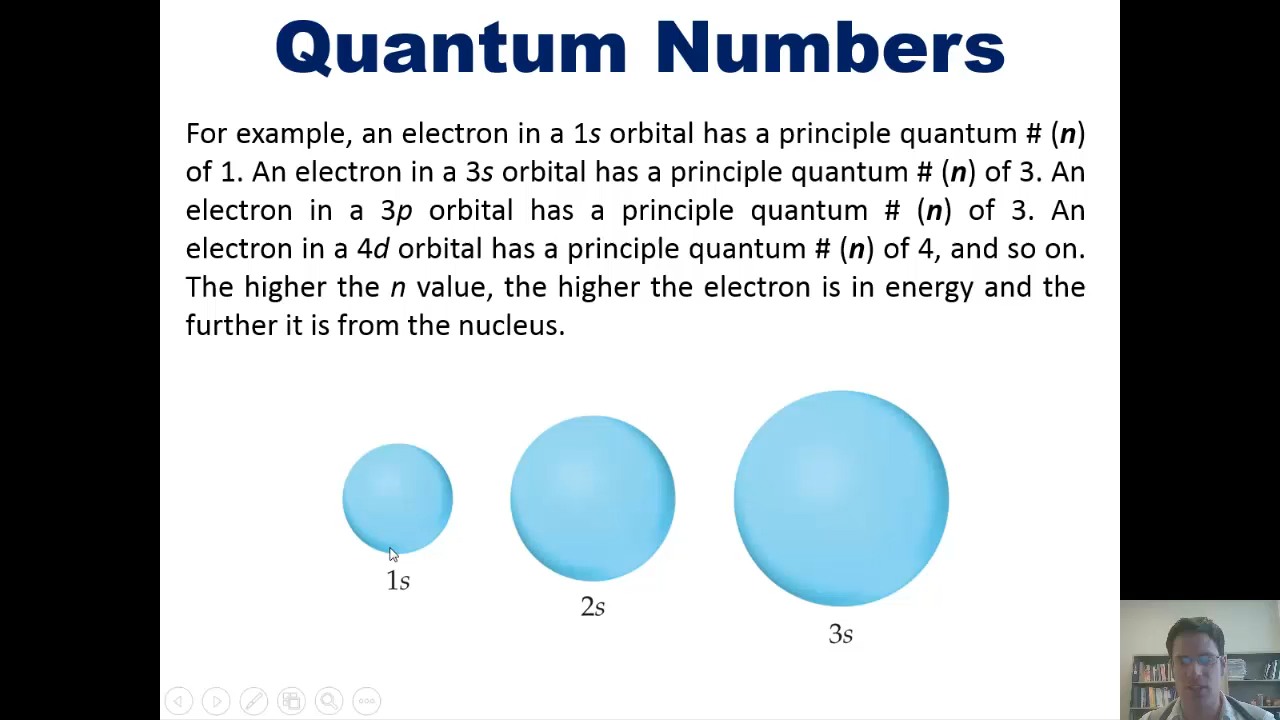 Quantum Numbers
For example, an electron in a 1s orbital has a principle quantum # (n)
of 1. An electron in a 3s orbital has a principle quantum # (n) of 3. An
electron in a 3p orbital has a principle quantum # (n) of 3. An
electron in a 4d orbital has a principle quantum # (n) of 4, and so on.
The higher the n value, the higher the electron is in energy and the
further it is from the nucleus.
1s
2s
3s